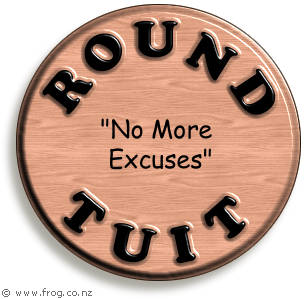 ROUND
"No More
Excuses"
TUIT
© www.frog.co.nz